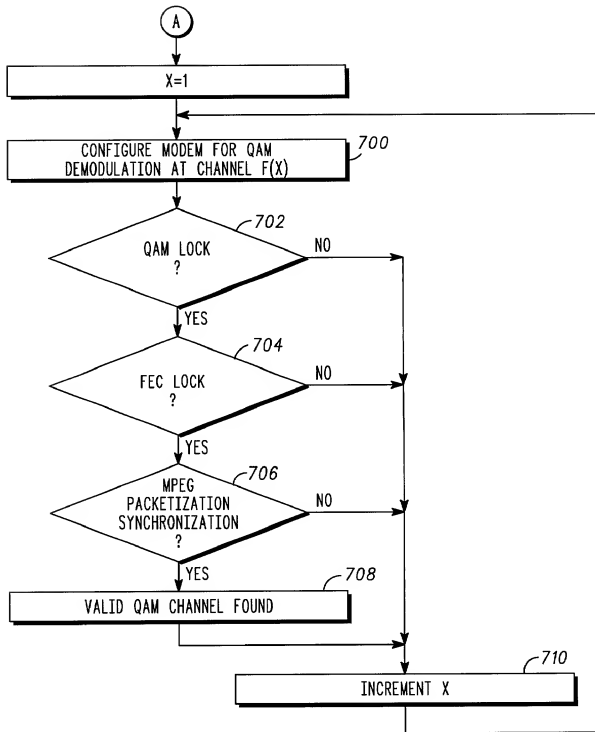 A
X=1
CONFIGURE MODEM FOR QAM
DEMODULATION AT CHANNEL F(X)
700
702
QAM LOCK
?
NO
YES
704
FEC LOCK
?
NO
YES
706
MPEG
PACKETIZATION
SYNCHRONIZATION
?
NO
YES
708
VALID QAM CHANNEL FOUND
710
INCREMENT X